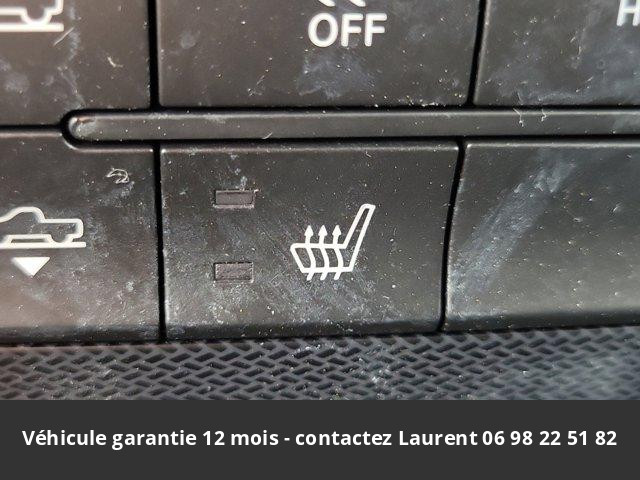 OFF
H
Véhicule garantie 12 mois - contactez Laurent 06 98 22 51 82